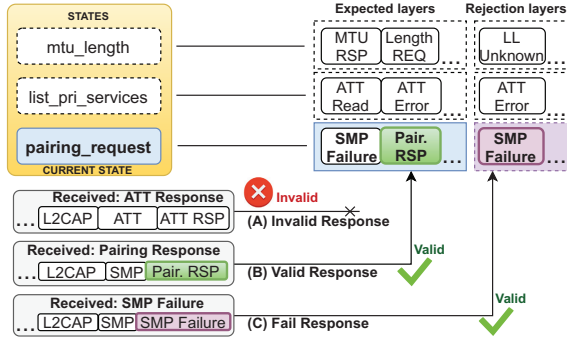 STATES
Expected layers
Rejection layers
mtu_length
MTU RSP
Length REQ
...
LL Unknown
...
list_pri_services
ATT Read
ATT Error
...
ATT Error
...
pairing_request
SMP Failure
Pair. RSP
...
SMP Failure
...
CURRENT STATE
Received: ATT Response
... L2CAP ATT ATT RSP
Invalid
(A) Invalid Response
Received: Pairing Response
... L2CAP SMP Pair. RSP
Valid
(B) Valid Response
Received: SMP Failure
... L2CAP SMP SMP Failure
Valid
(C) Fail Response